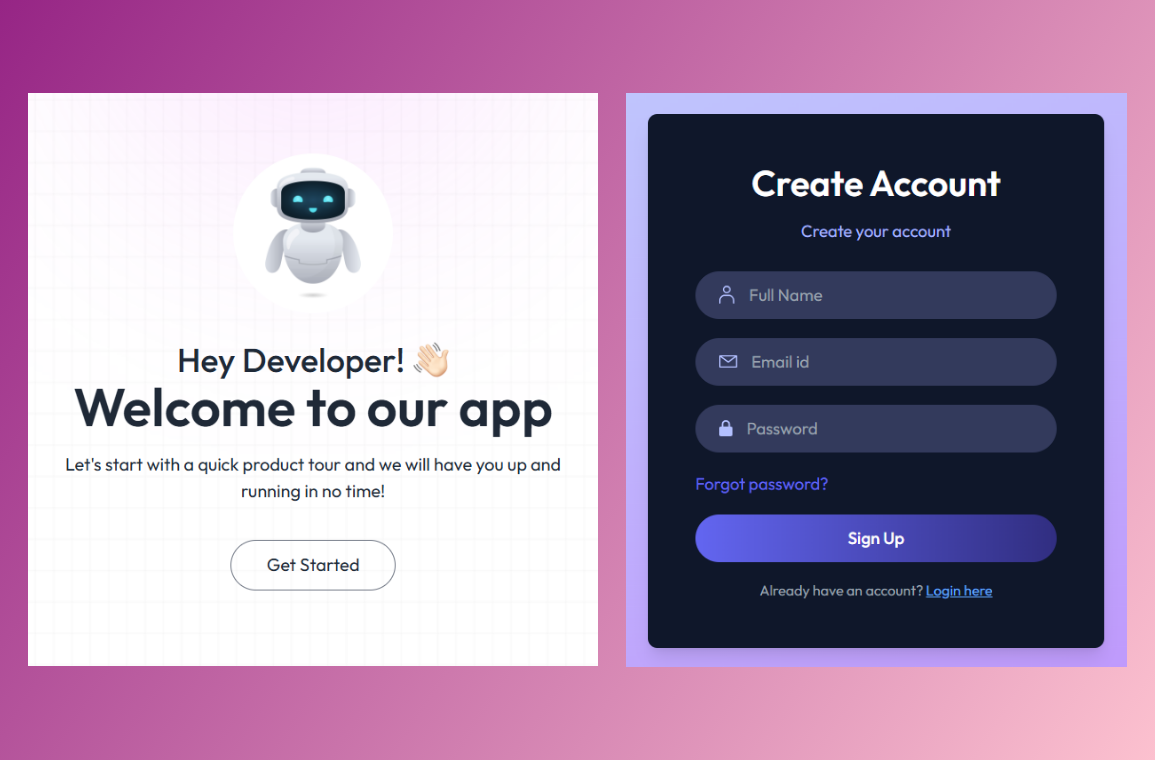 Hey Developer! 👋🏻
Welcome to our app
Let's start with a quick product tour and we will have you up and
running in no time!
Get Started
Create Account
Create your account
Full Name
Email id
Password
Forgot password?
Sign Up
Already have an account? Login here